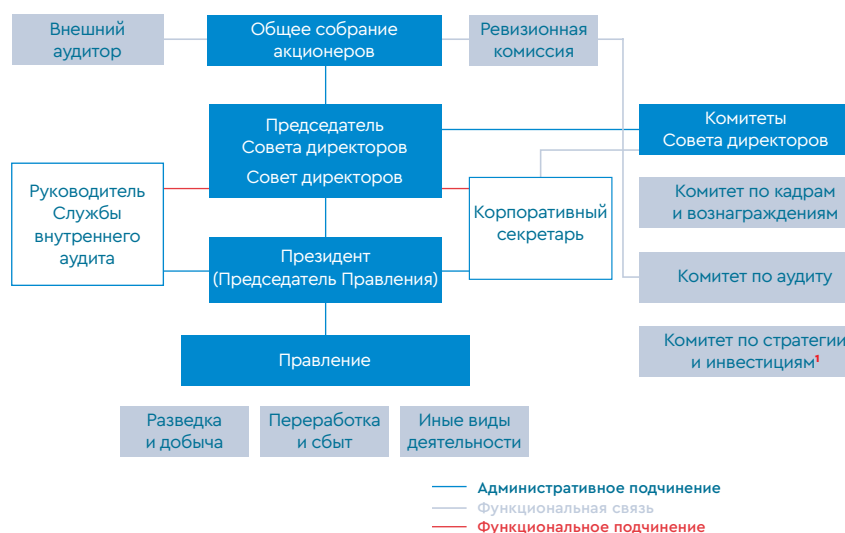 Внешний
аудитор
Общее собрание
акционеров
Ревизионная
комиссия
Председатель
Совета директоров
Совет директоров
Комитеты
Совета директоров
Руководитель
Службы
внутреннего
аудита
Корпоративный
секретарь
Комитет по кадрам
и вознаграждениям
Президент
(Председатель Правления)
Комитет по аудиту
Правление
Комитет по стратегии
и инвестициям¹
Разведка
и добыча
Переработка
и сбыт
Иные виды
деятельности
Административное подчинение
Функциональная связь
Функциональное подчинение